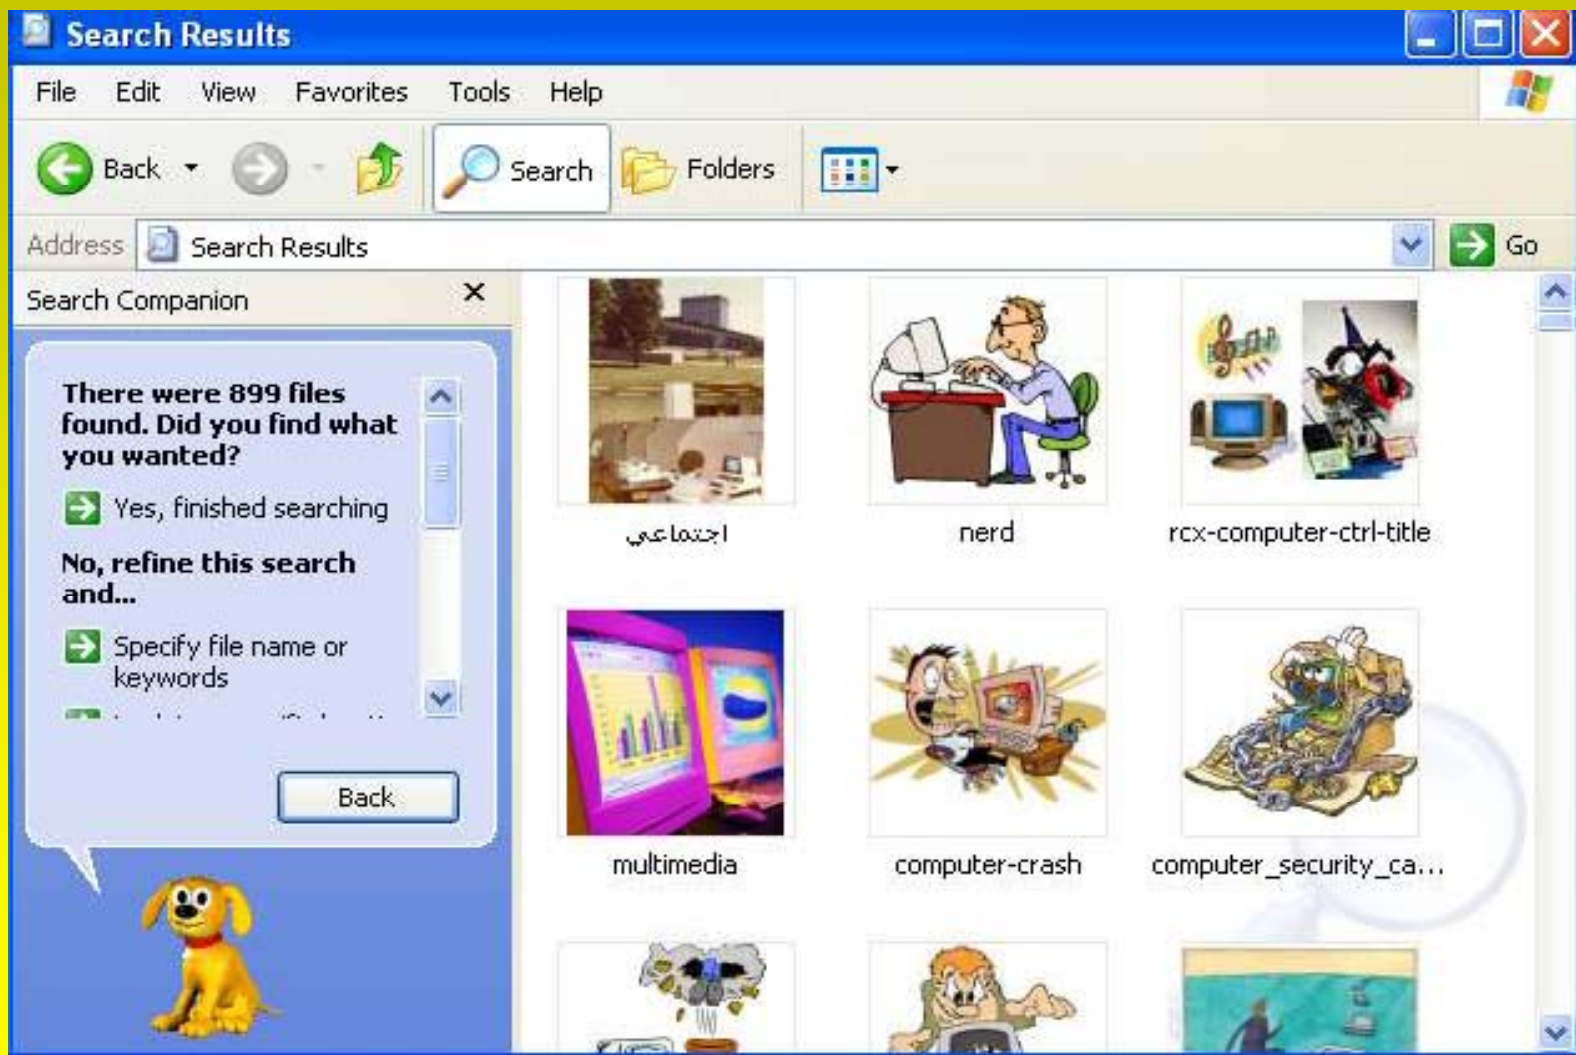 Search Results
File Edit View Favorites Tools Help
Back Search Folders
Address Search Results Go
Search Companion
There were 899 files
found. Did you find what
you wanted?
Yes, finished searching
No, refine this search
and...
Specify file name or
keywords
Back
اجتماعي nerd rcx-computer-ctrl-title
multimedia computer-crash computer_security_ca...